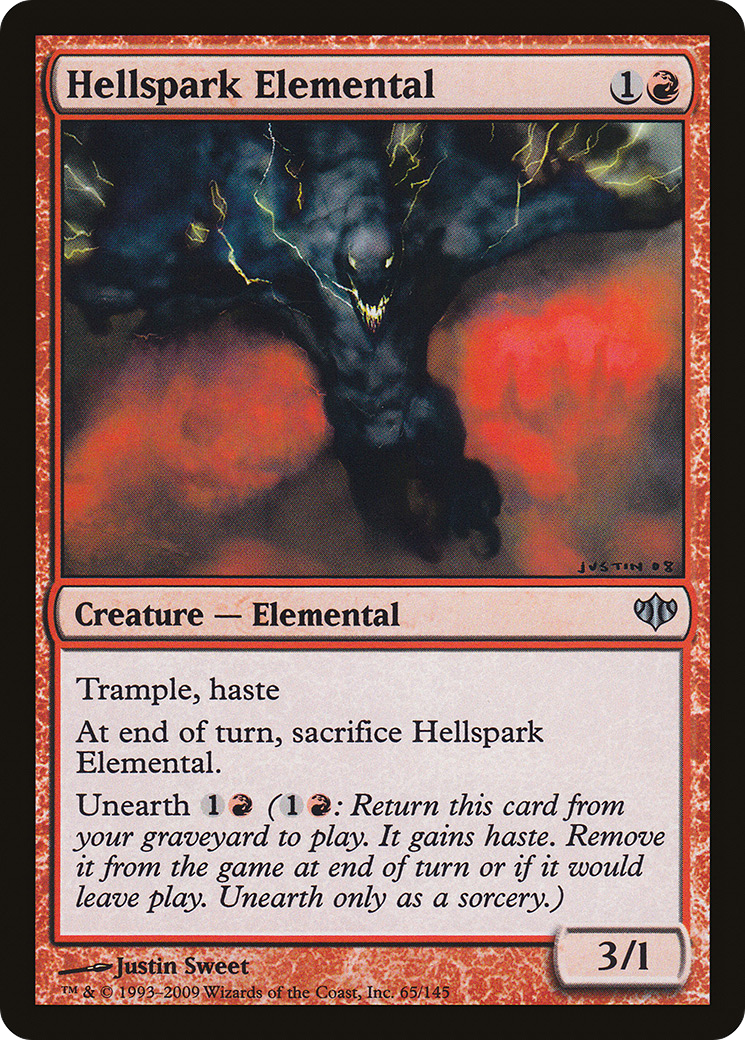 Hellspark Elemental 1
JUSTIN 08
Creature — Elemental
Trample, haste
At end of turn, sacrifice Hellspark
Elemental.
Unearth 1 (1 : Return this card from
your graveyard to play. It gains haste. Remove
it from the game at end of turn or if it would
leave play. Unearth only as a sorcery.)
3/1
Justin Sweet
™ & © 1993–2009 Wizards of the Coast, Inc. 65/145